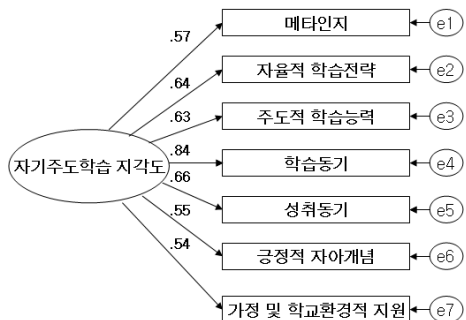 메타인지
e1
.57
자율적 학습전략
e2
.64
주도적 학습능력
e3
.63
자기주도학습 지각도
.84
학습동기
e4
.66
성취동기
e5
.55
긍정적 자아개념
e6
.54
가정 및 학교환경적 지원
e7